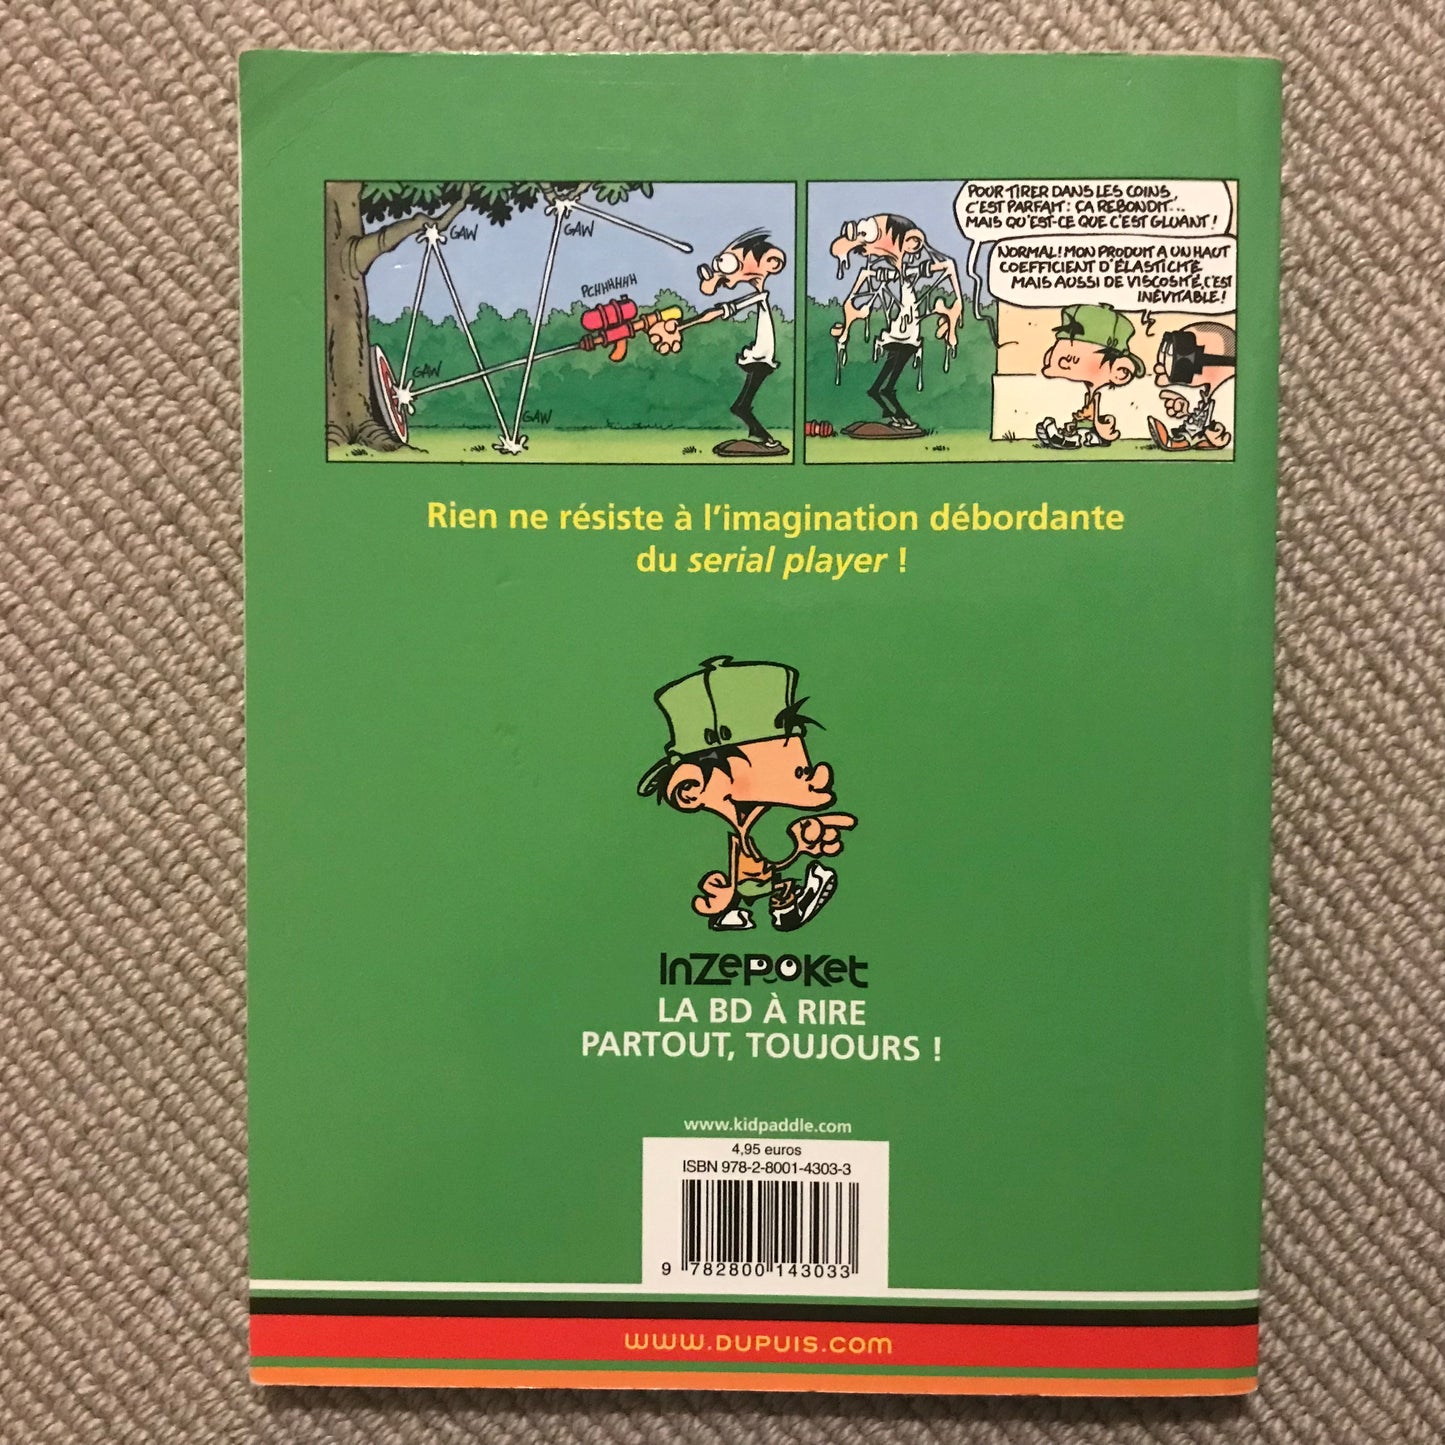 GAW
GAW
PCHHHHHH
GAW
GAW
POUR TIRER DANS LES COINS,
C'EST PARFAIT : ÇA REBONDIT...
MAIS QU'EST-CE QUE C'EST GLUANT !
NORMAL ! MON PRODUIT A UN HAUT
COEFFICIENT D'ÉLASTICITÉ
MAIS AUSSI DE VISCOSITÉ, C'EST
INÉVITABLE !
Rien ne résiste à l'imagination débordante
du serial player !
InZePoket
LA BD À RIRE
PARTOUT, TOUJOURS !
www.kidpaddle.com
4,95 euros
ISBN 978-2-8001-4303-3
9 782800 143033
WWW.DUPUIS.COM